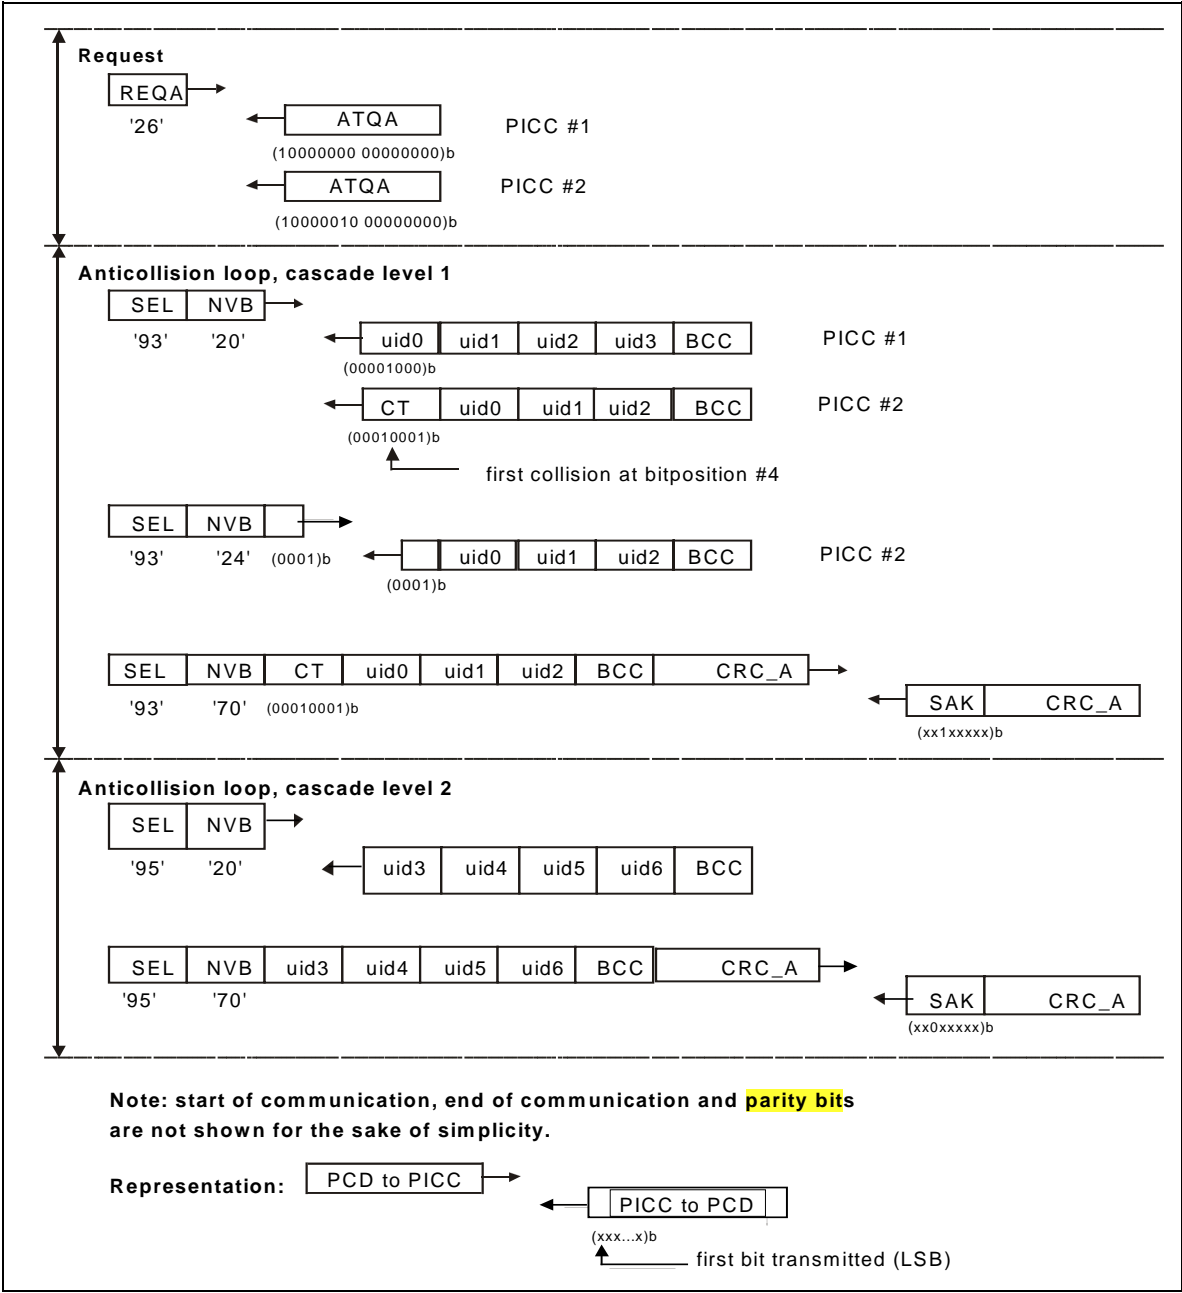 Request
REQA
'26'
ATQA
PICC #1
(10000000 00000000)b
ATQA
PICC #2
(10000010 00000000)b
Anticollision loop, cascade level 1
SEL NVB
'93' '20'
uid0 uid1 uid2 uid3 BCC
PICC #1
(00001000)b
CT uid0 uid1 uid2 BCC
PICC #2
(00010001)b
first collision at bitposition #4
SEL NVB
'93' '24' (0001)b
uid0 uid1 uid2 BCC
PICC #2
(0001)b
SEL NVB CT uid0 uid1 uid2 BCC CRC_A
'93' '70' (00010001)b
SAK CRC_A
(xx1xxxxx)b
Anticollision loop, cascade level 2
SEL NVB
'95' '20'
uid3 uid4 uid5 uid6 BCC
SEL NVB uid3 uid4 uid5 uid6 BCC CRC_A
'95' '70'
SAK CRC_A
(xx0xxxxx)b
Note: start of communication, end of communication and parity bits
are not shown for the sake of simplicity.
Representation: PCD to PICC
PICC to PCD
(xxx...x)b
first bit transmitted (LSB)